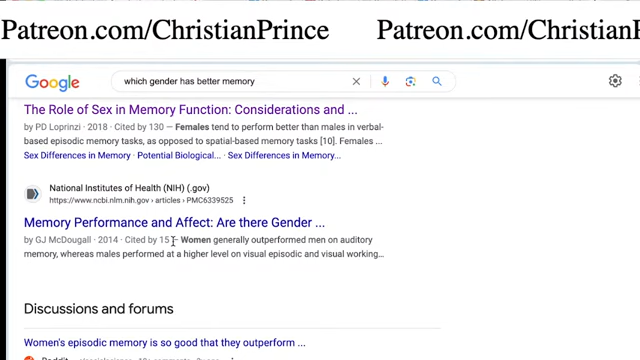 Patreon.com/ChristianPrince Patreon.com/ChristianP
Google which gender has better memory
The Role of Sex in Memory Function: Considerations and ...
by PD Loprinzi · 2018 · Cited by 130 — Females tend to perform better than males in verbal-
based episodic memory tasks, as opposed to spatial-based memory tasks [10]. Females ...
Sex Differences in Memory · Potential Biological... · Sex Differences in Memory...
National Institutes of Health (NIH) (.gov)
https://www.ncbi.nlm.nih.gov › articles › PMC6339525
Memory Performance and Affect: Are there Gender ...
by GJ McDougall · 2014 · Cited by 15 — Women generally outperformed men on auditory
memory, whereas males performed at a higher level on visual episodic and visual working...
Discussions and forums
Women's episodic memory is so good that they outperform ...
Reddit